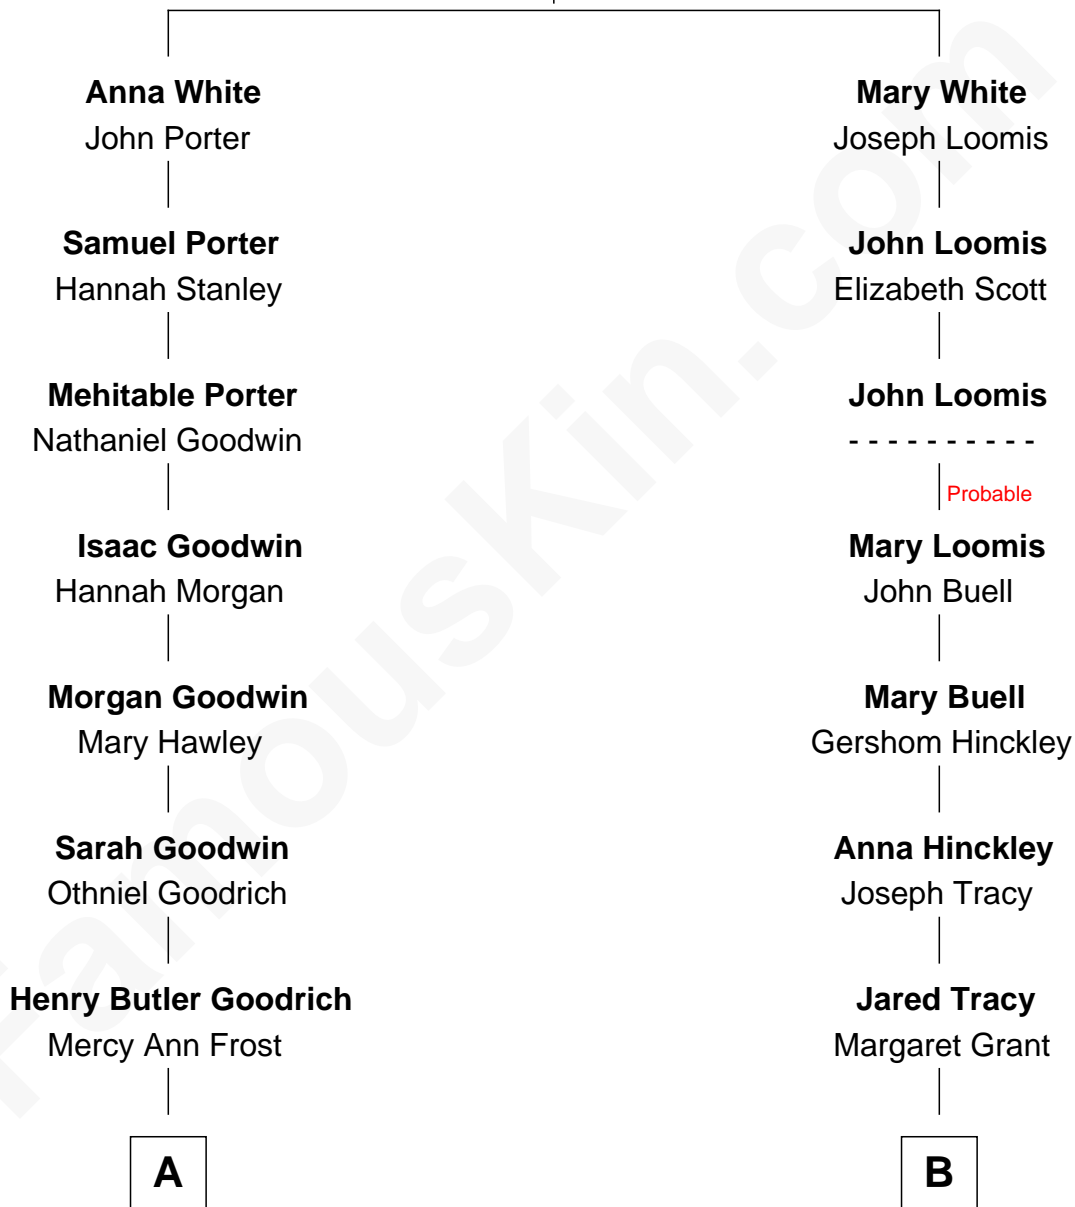 Anna White
John Porter
Samuel Porter
Hannah Stanley
Mehitable Porter
Nathaniel Goodwin
Isaac Goodwin
Hannah Morgan
Morgan Goodwin
Mary Hawley
Sarah Goodwin
Othniel Goodrich
Henry Butler Goodrich
Mercy Ann Frost
A
Mary White
Joseph Loomis
John Loomis
Elizabeth Scott
John Loomis
- - - - - - - - - -
Probable
Mary Loomis
John Buell
Mary Buell
Gershom Hinckley
Anna Hinckley
Joseph Tracy
Jared Tracy
Margaret Grant
B
FamousKin.com